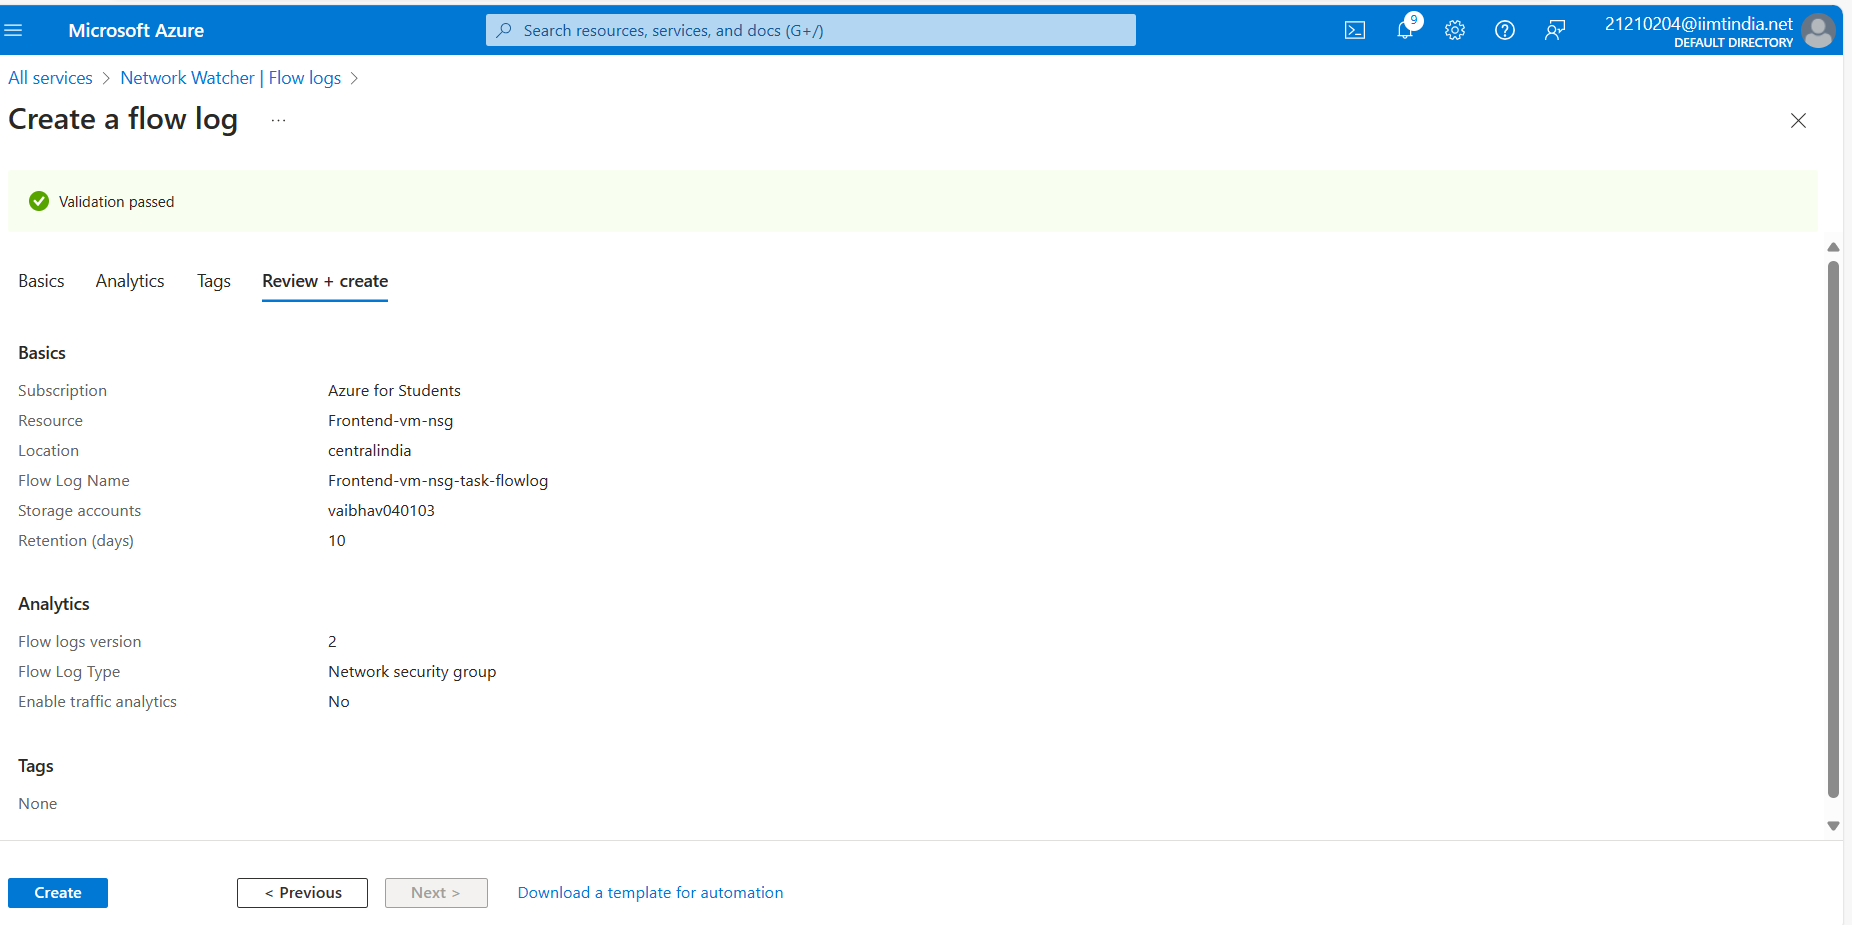 Microsoft Azure
Search resources, services, and docs (G+/)
9
21210204@iimtindia.net
DEFAULT DIRECTORY
All services > Network Watcher | Flow logs >
Create a flow log ...
Validation passed
Basics Analytics Tags Review + create
Basics
Subscription Azure for Students
Resource Frontend-vm-nsg
Location centralindia
Flow Log Name Frontend-vm-nsg-task-flowlog
Storage accounts vaibhav040103
Retention (days) 10
Analytics
Flow logs version 2
Flow Log Type Network security group
Enable traffic analytics No
Tags
None
Create < Previous Next > Download a template for automation